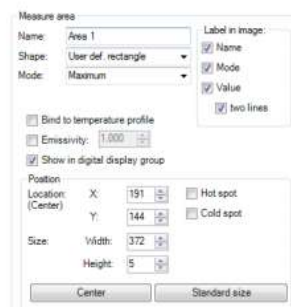 Measure area
Name: Area 1
Shape: User def. rectangle
Mode: Maximum
Label in image:
Name
Mode
Value
two lines
Bind to temperature profile
Emissivity: 1.000
Show in digital display group
Position
Location: X: 191 Hot spot
(Center)
Y: 144 Cold spot
Size: Width: 372
Height: 5
Center Standard size